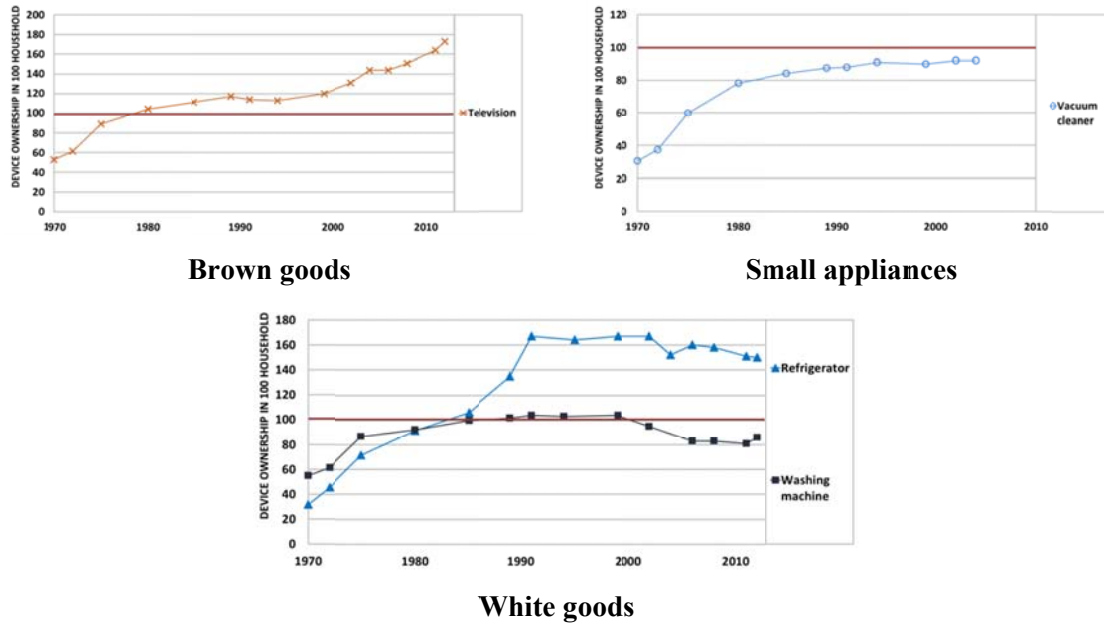 DEVICE OWNERSHIP IN 100 HOUSEHOLD
200
180
160
140
120
100
80
60
40
20
0
1970 1980 1990 2000 2010
Television
Brown goods
DEVICE OWNERSHIP IN 100 HOUSEHOLD
120
100
80
60
40
20
0
1970 1980 1990 2000 2010
Vacuum
cleaner
Small appliances
DEVICE OWNERSHIP IN 100 HOUSEHOLD
180
160
140
120
100
80
60
40
20
0
1970 1980 1990 2000 2010
Refrigerator
Washing
machine
White goods